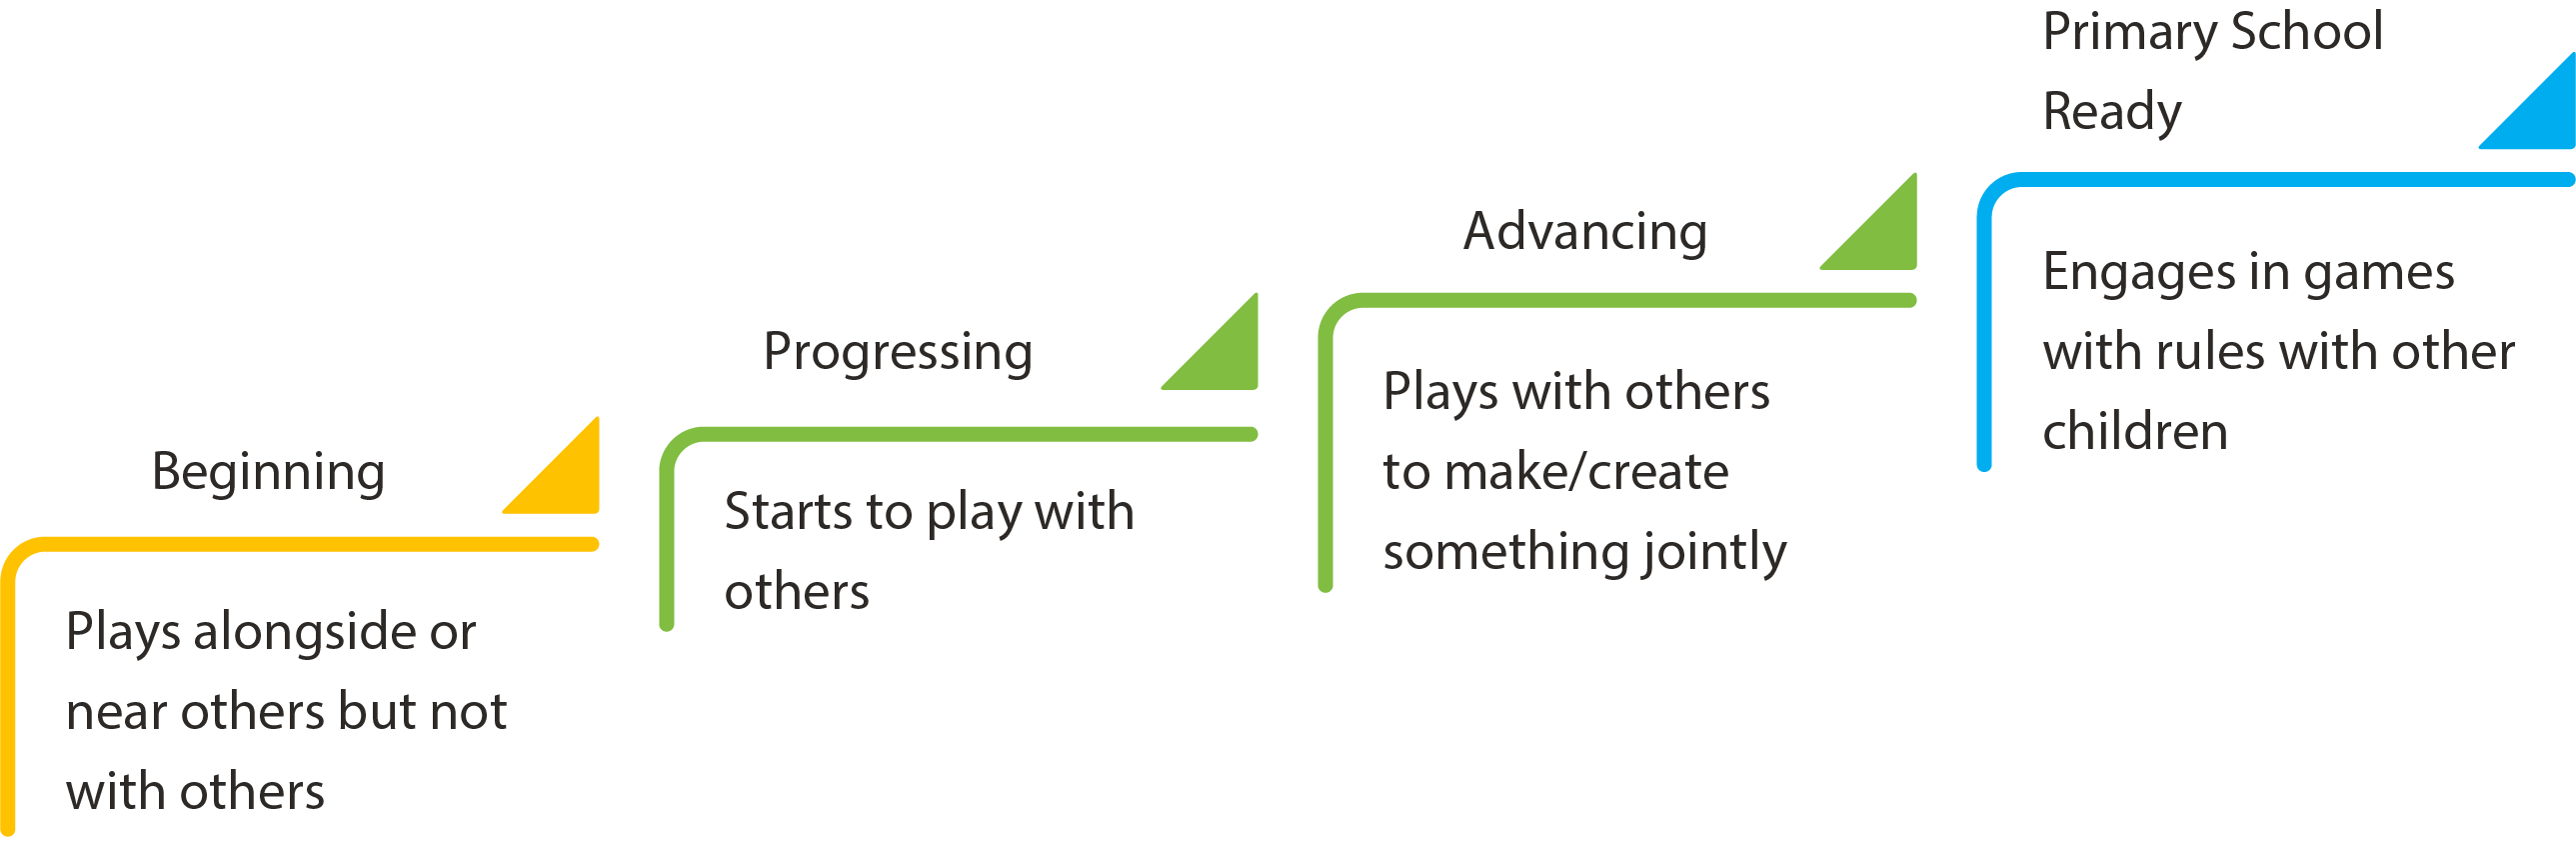 Beginning
Plays alongside or
near others but not
with others
Progressing
Starts to play with
others
Advancing
Plays with others
to make/create
something jointly
Primary School
Ready
Engages in games
with rules with other
children